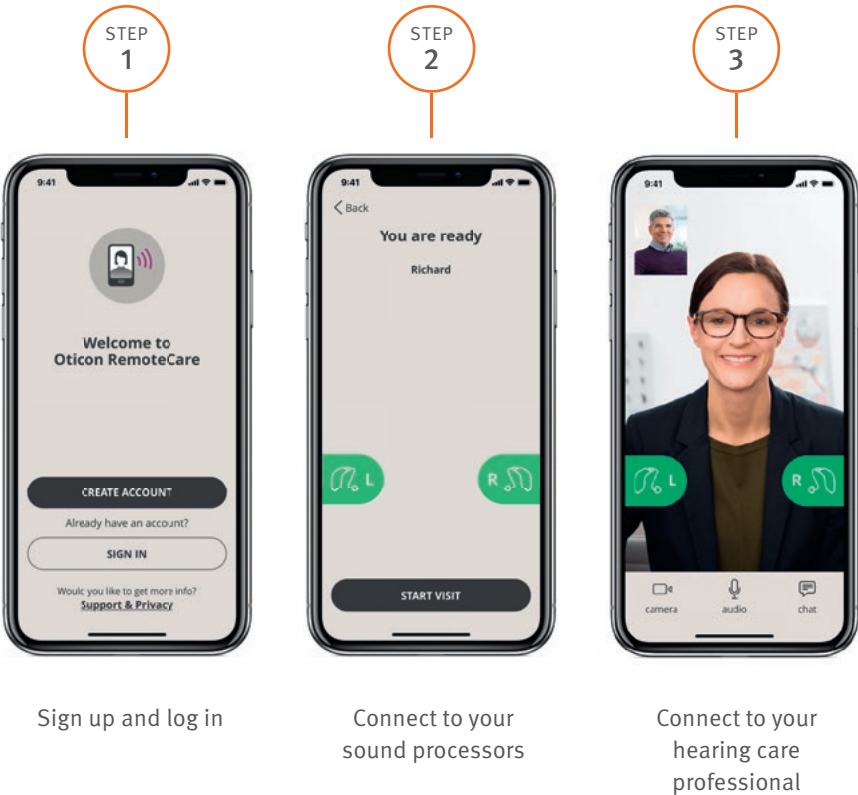 STEP
1
STEP
2
STEP
3
9:41
Welcome to
Oticon RemoteCare
CREATE ACCOUNT
Already have an account?
SIGN IN
Would you like to get more info?
Support & Privacy
9:41
Back
You are ready
Richard
L
R
START VISIT
9:41
L
R
camera
audio
chat
Sign up and log in
Connect to your
sound processors
Connect to your
hearing care
professional